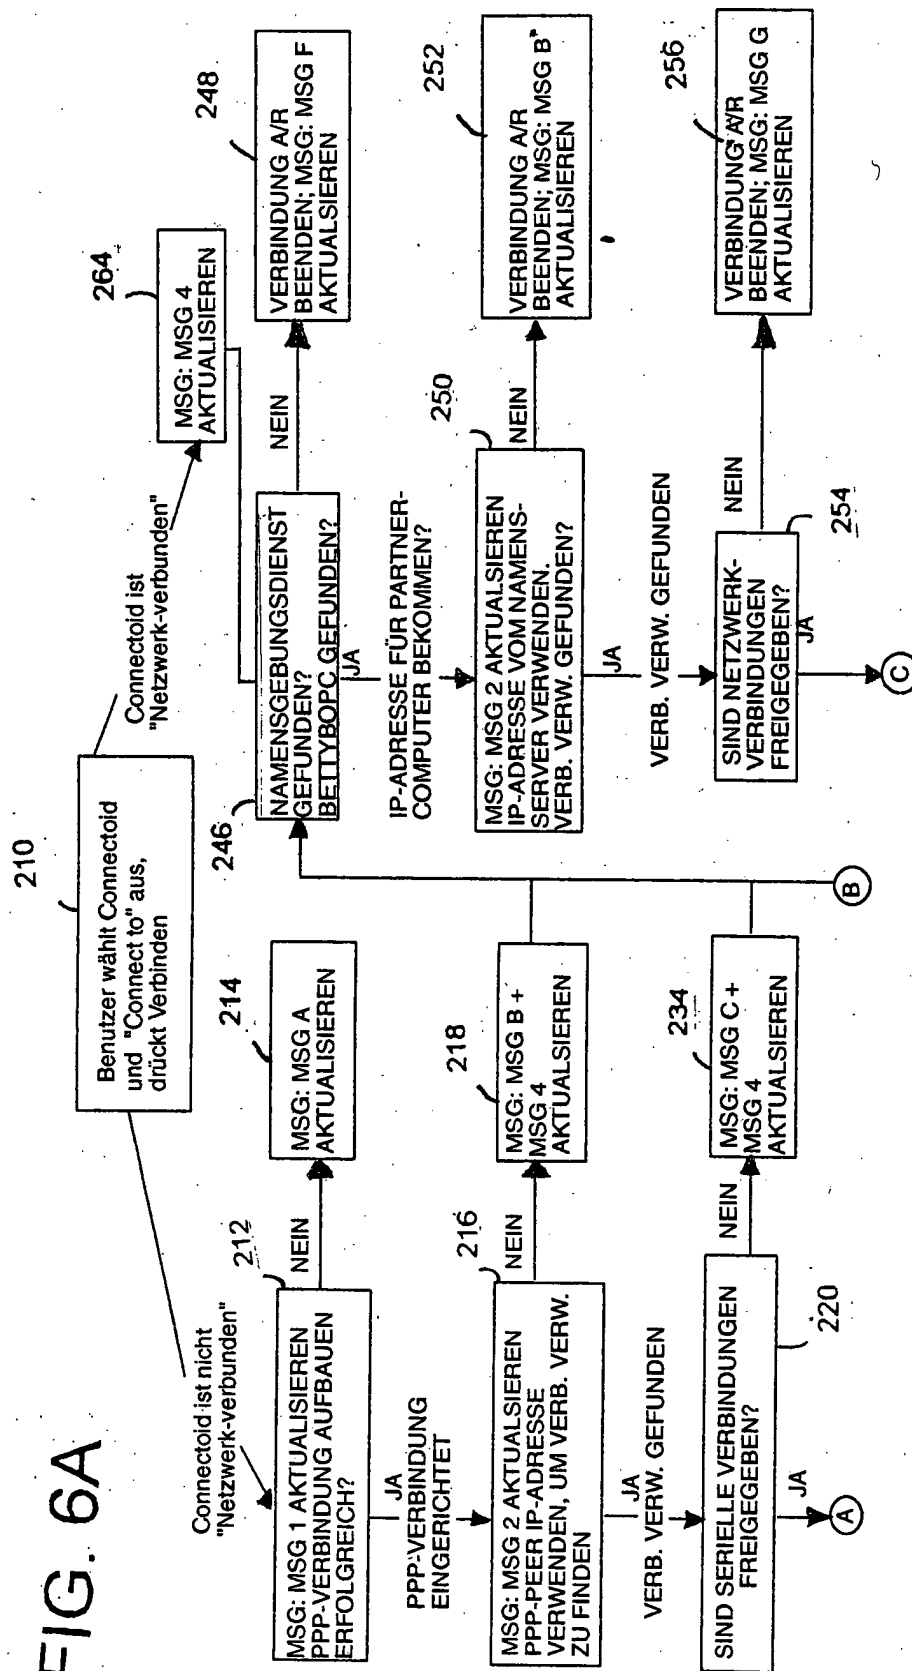 FIG. 6A
210
Benutzer wählt Connectoid
und "Connect to" aus,
drückt Verbinden
Connectoid ist nicht
"Netzwerk-verbunden"
Connectoid ist
"Netzwerk-verbunden"
264
MSG: MSG 4
AKTUALISIEREN
212
MSG: MSG 1 AKTUALISIEREN
PPP-VERBINDUNG AUFBAUEN
ERFOLGREICH?
NEIN
214
MSG: MSG A
AKTUALISIEREN
JA
PPP-VERBINDUNG
EINGERICHTET
216
MSG: MSG 2 AKTUALSIEREN
PPP-PEER IP-ADRESSE
VERWENDEN, UM VERB. VERW.
ZU FINDEN
NEIN
218
MSG: MSG B +
MSG 4
AKTUALSIEREN
JA
VERB. VERW. GEFUNDEN
220
SIND SERIELLE VERBINDUNGEN
FREIGEGEBEN?
NEIN
234
MSG: MSG C +
MSG 4
AKTUALSIEREN
JA
A
B
246
NAMENSGEBUNGSDIENST
GEFUNDEN?
BETTYBOPC GEFUNDEN?
NEIN
248
VERBINDUNG A/R
BEENDEN; MSG: MSG F
AKTUALSIEREN
JA
IP-ADRESSE FÜR PARTNER-
COMPUTER BEKOMMEN?
250
MSG: MSG 2 AKTUALSIEREN
IP-ADRESSE VOM NAMENS-
SERVER VERWENDEN.
VERB. VERW. GEFUNDEN?
NEIN
252
VERBINDUNG A/R
BEENDEN; MSG: MSG B"
AKTUALISIEREN
JA
VERB. VERW. GEFUNDEN
254
SIND NETZWERK-
VERBINDUNGEN
FREIGEGEBEN?
NEIN
256
VERBINDUNG A/R
BEENDEN; MSG: MSG G
AKTUALISIEREN
JA
C